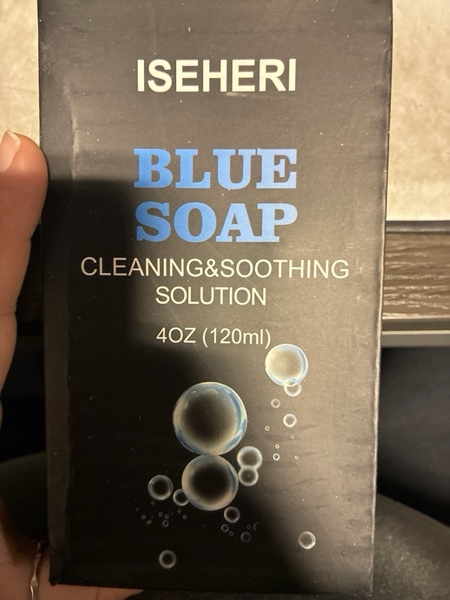 ISEHERI
BLUE
SOAP
CLEANING&SOOTHING
SOLUTION
4OZ (120ml)